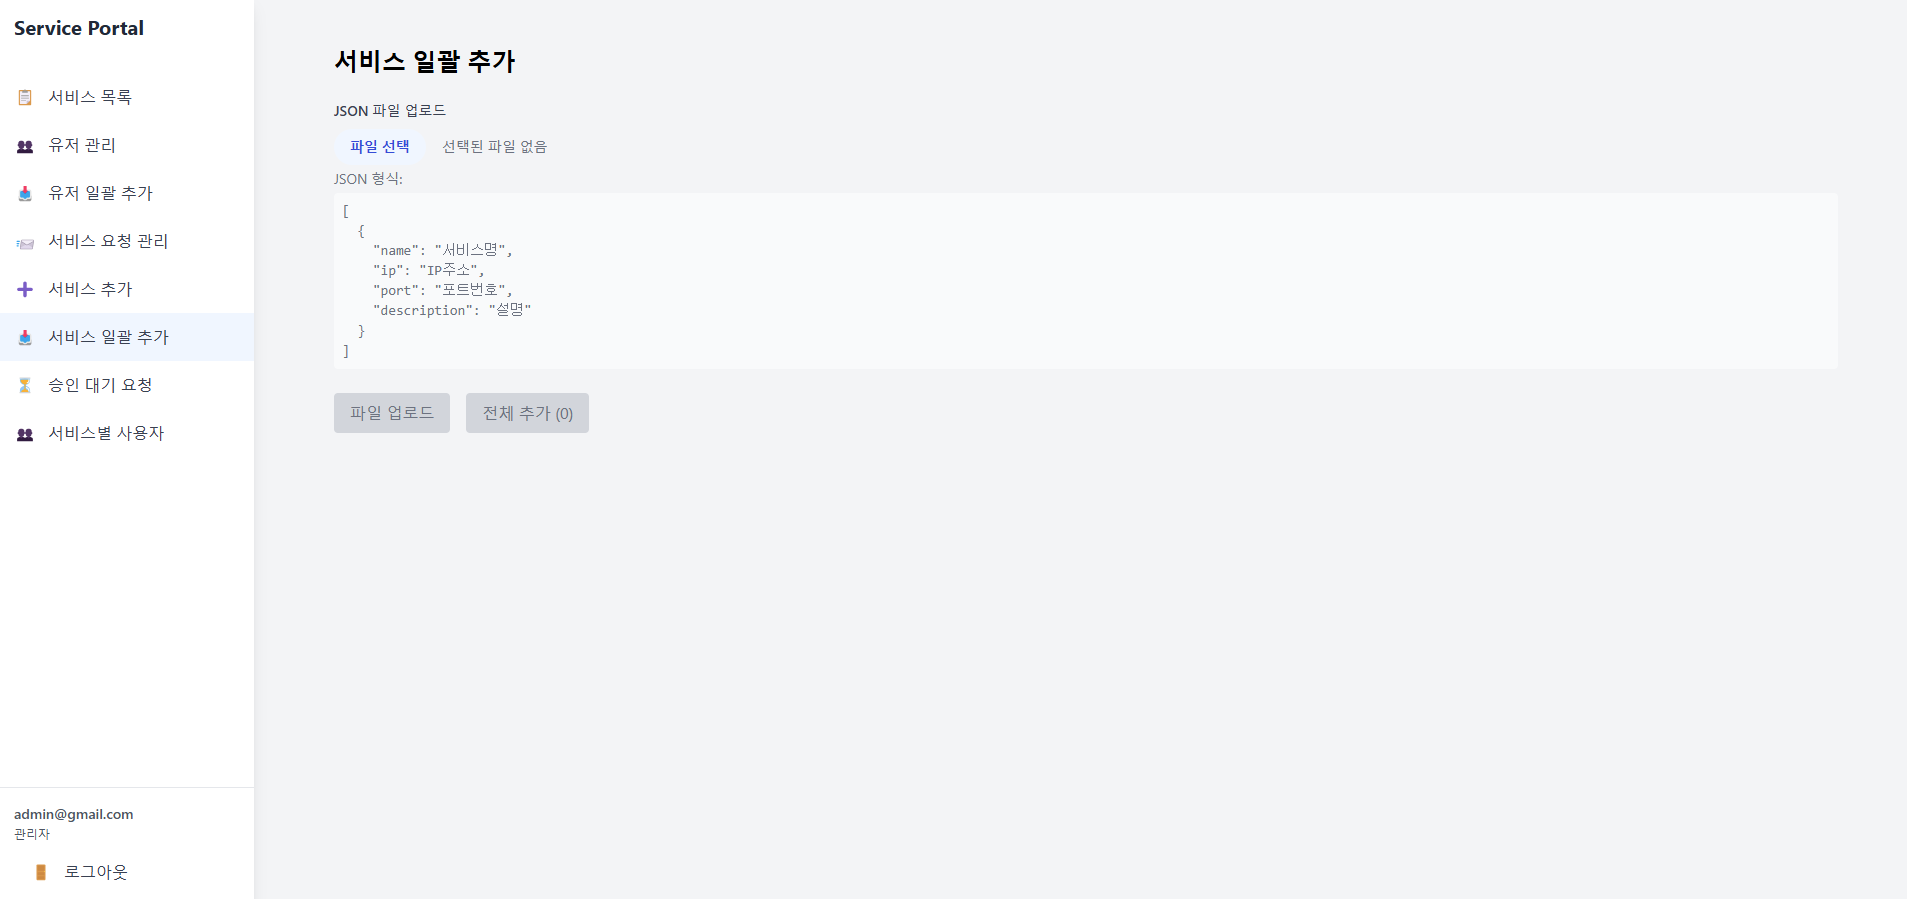 Service Portal
서비스 목록
유저 관리
유저 일괄 추가
서비스 요청 관리
서비스 추가
서비스 일괄 추가
승인 대기 요청
서비스별 사용자
admin@gmail.com
관리자
로그아웃
서비스 일괄 추가
JSON 파일 업로드
파일 선택 선택된 파일 없음
JSON 형식:
[
  {
    "name": "서비스명",
    "ip": "IP주소",
    "port": "포트번호",
    "description": "설명"
  }
]
파일 업로드 전체 추가 (0)